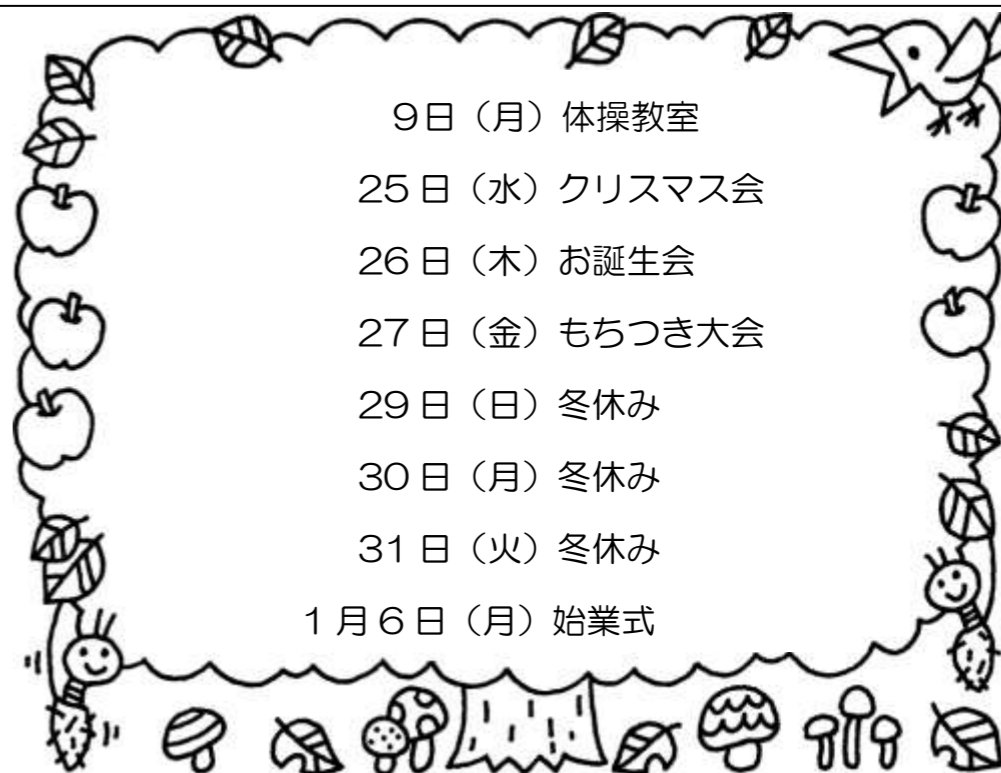 9日（月）体操教室
25日（水）クリスマス会
26日（木）お誕生会
27日（金）もちつき大会
29日（日）冬休み
30日（月）冬休み
31日（火）冬休み
1月6日（月）始業式